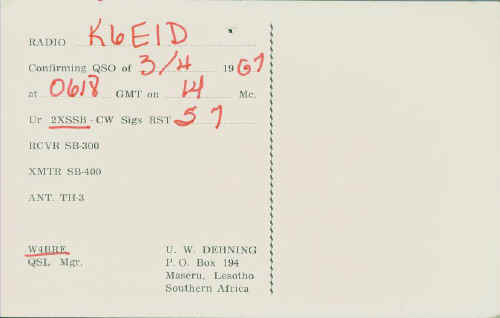 RADIO K6EID
Confirming QSO of 3/4 1967
at 0618 GMT on 14 Mc.
Ur 2XSSB - CW Sigs RST 5 7
RCVR SB-300
XMTR SB-400
ANT. TH-3
W4BRE
QSL Mgr.
U. W. DEHNING
P. O. Box 194
Maseru, Lesotho
Southern Africa